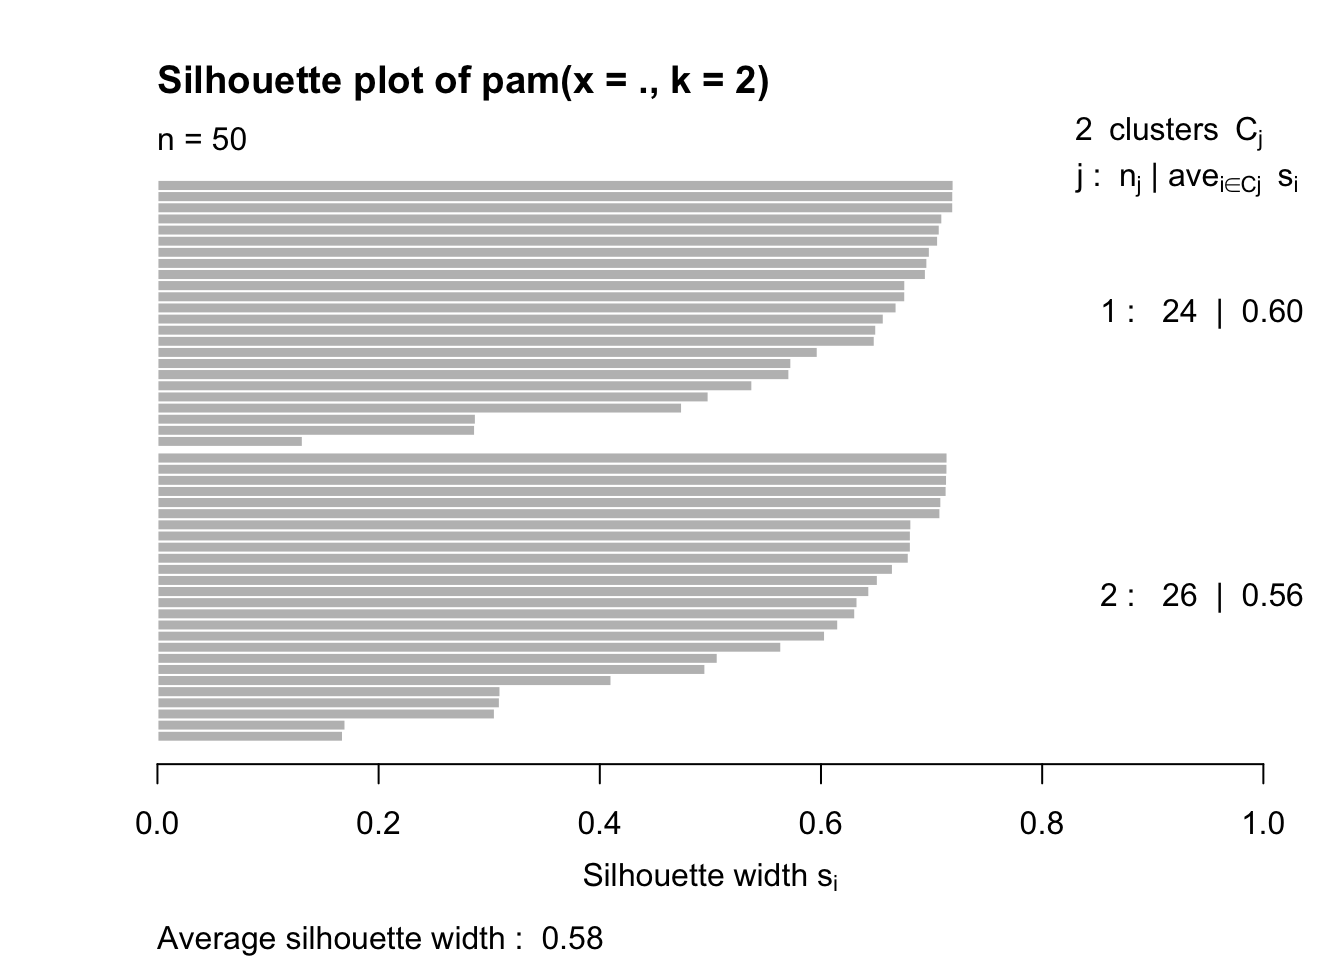 Silhouette plot of pam(x = ., k = 2)
n = 50
2 clusters Cj
j : nj | avei∈Cj si
1 : 24 | 0.60
2 : 26 | 0.56
0.0 0.2 0.4 0.6 0.8 1.0
Silhouette width si
Average silhouette width : 0.58